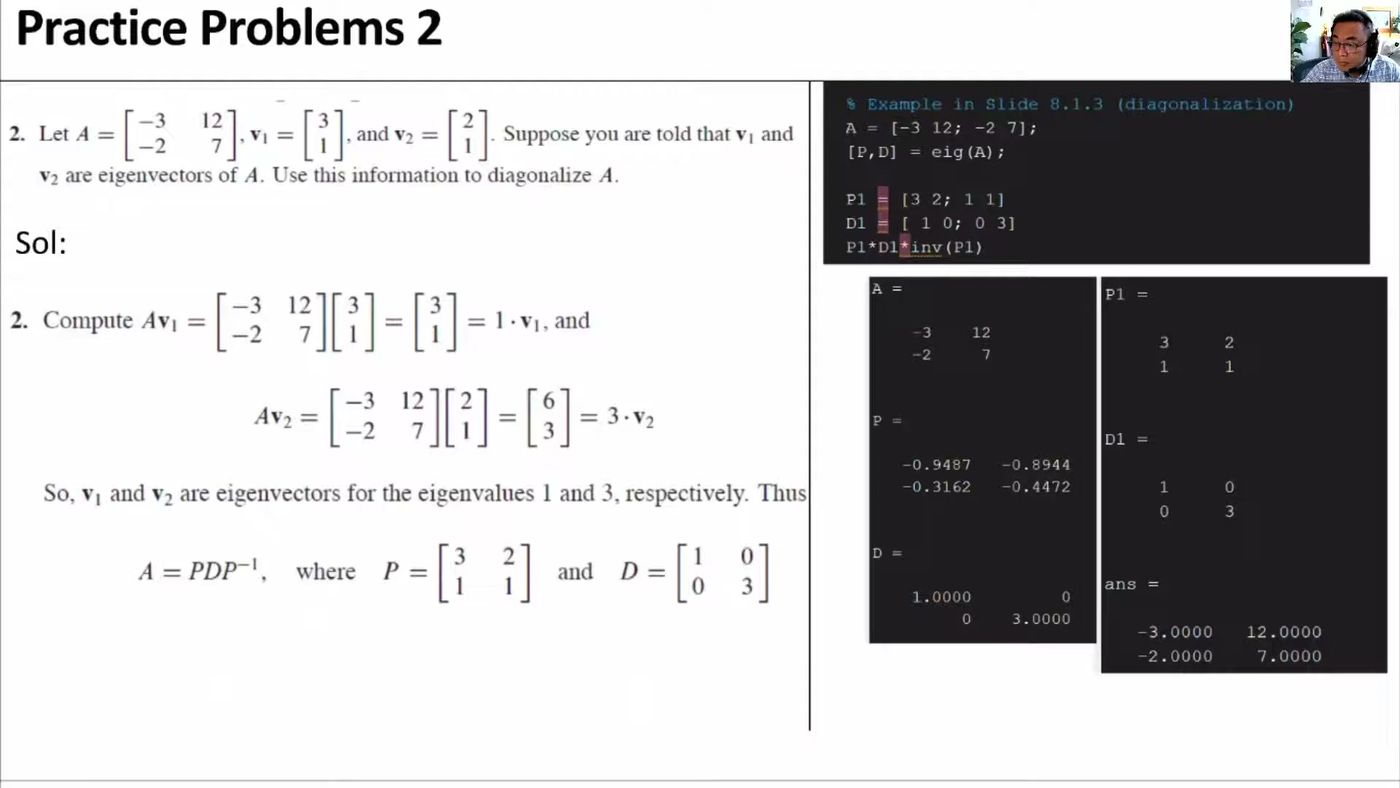 Practice Problems 2
2. Let A = [−3 12; −2 7], v₁ = [3; 1], and v₂ = [2; 1]. Suppose you are told that v₁ and
v₂ are eigenvectors of A. Use this information to diagonalize A.
Sol:
2. Compute Av₁ = [−3 12; −2 7][3; 1] = [3; 1] = 1 · v₁, and
Av₂ = [−3 12; −2 7][2; 1] = [6; 3] = 3 · v₂
So, v₁ and v₂ are eigenvectors for the eigenvalues 1 and 3, respectively. Thus
A = PDP⁻¹, where P = [3 2; 1 1] and D = [1 0; 0 3]
% Example in Slide 8.1.3 (diagonalization)
A = [-3 12; -2 7];
[P,D] = eig(A);
P1 = [3 2; 1 1]
D1 = [ 1 0; 0 3]
P1*D1*inv(P1)
A =
-3 12
-2 7
P =
-0.9487 -0.8944
-0.3162 -0.4472
D =
1.0000 0
0 3.0000
P1 =
3 2
1 1
D1 =
1 0
0 3
ans =
-3.0000 12.0000
-2.0000 7.0000